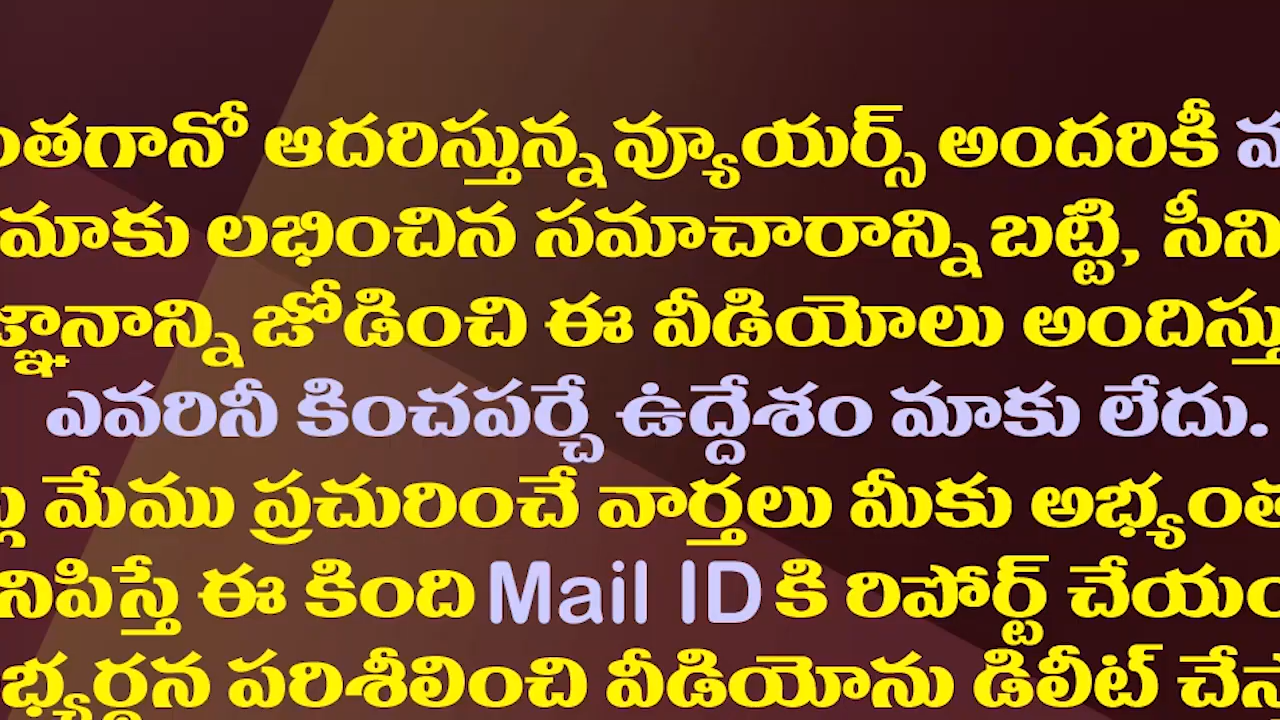 ఆదరిస్తున్న వ్యూయర్స్ అందరికీ
మాకు లభించిన సమాచారాన్ని బట్టి,
జోడించి ఈ వీడియోలు
ఎవరినీ కించపర్చే ఉద్దేశం మాకు లేదు.
మేము ప్రచురించే వార్తలు మీకు
ఈ కింది Mail ID కి రిపోర్ట్
పరిశీలించి వీడియోను డిలీట్